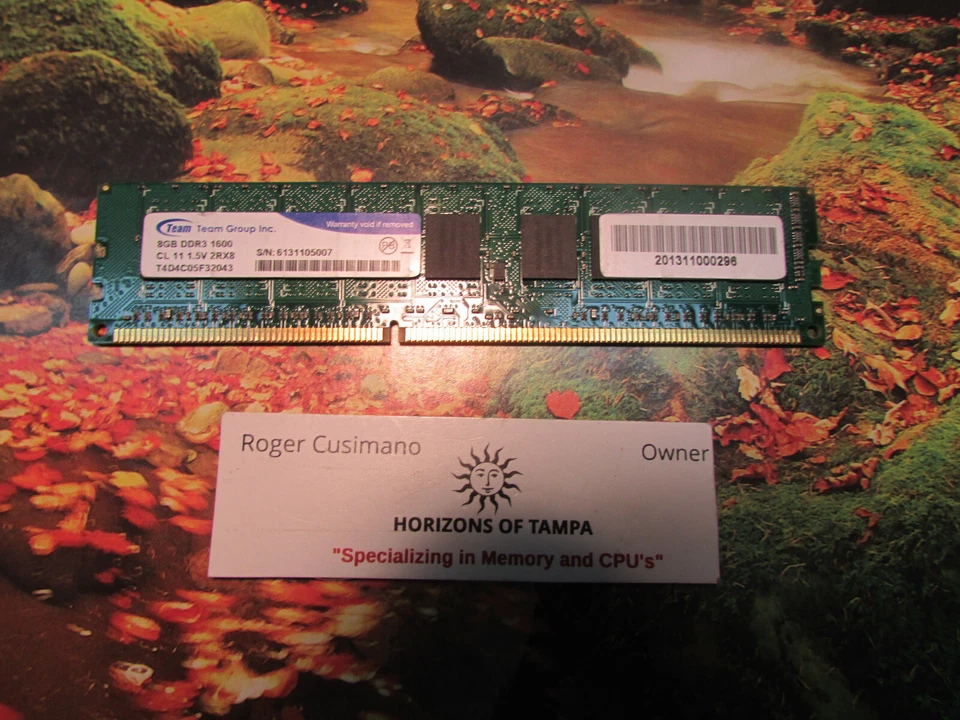 Team Team Group Inc. Warranty void if removed
8GB DDR3 1600
CL 11 1.5V 2RX8 S/N: 6131105007
T4D4C05F32043
201311000296
Roger Cusimano Owner
HORIZONS OF TAMPA
"Specializing in Memory and CPU's"